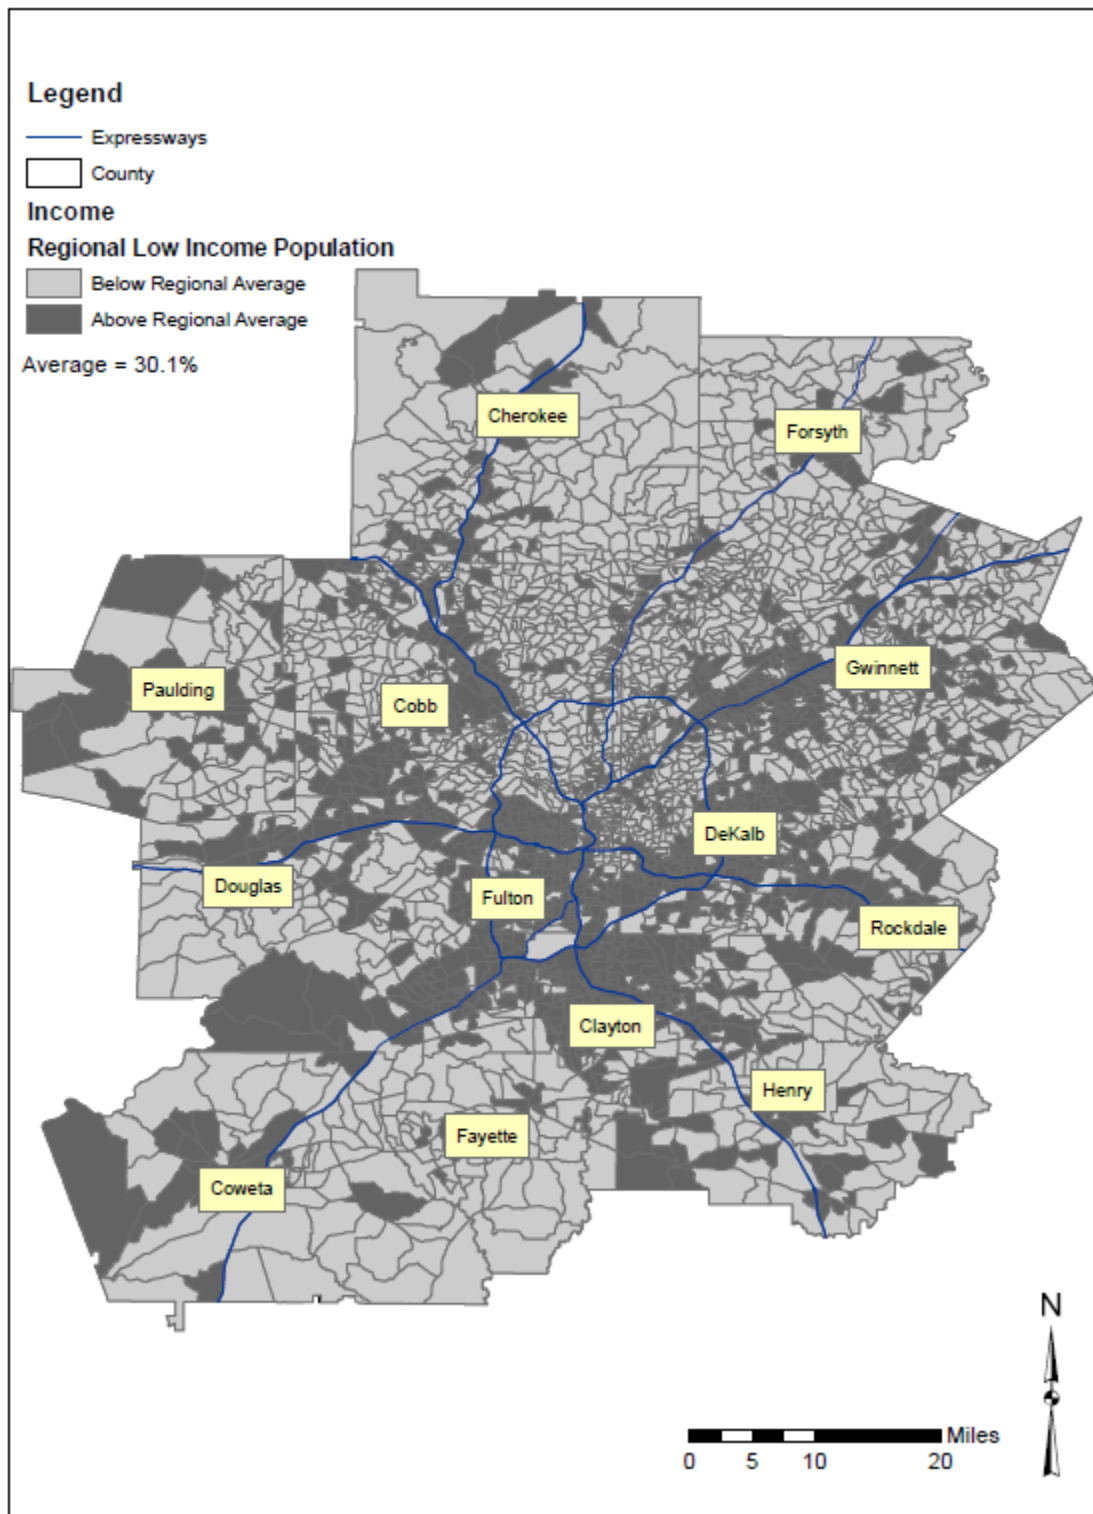 Legend
Expressways
County
Income
Regional Low Income Population
Below Regional Average
Above Regional Average
Average = 30.1%
Cherokee
Forsyth
Gwinnett
Paulding
Cobb
DeKalb
Douglas
Fulton
Rockdale
Clayton
Henry
Fayette
Coweta
N
Miles
0 5 10 20